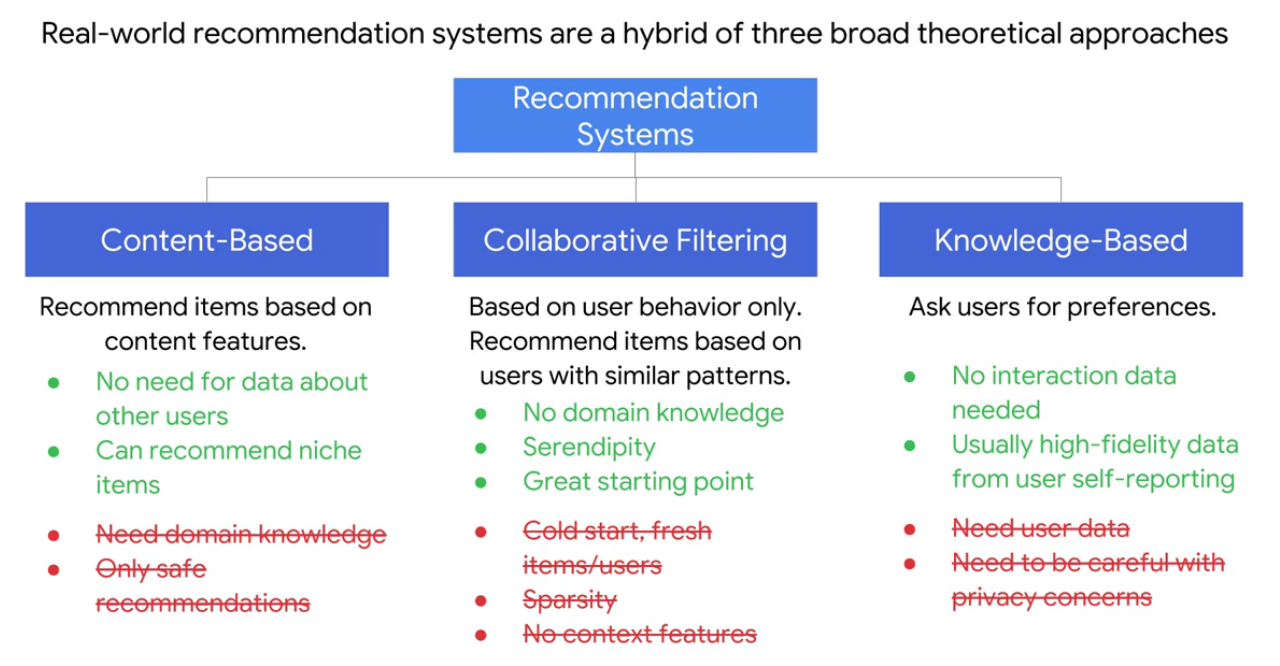 Real-world recommendation systems are a hybrid of three broad theoretical approaches
Recommendation
Systems
Content-Based
Recommend items based on
content features.
No need for data about
other users
Can recommend niche
items
Need domain knowledge
Only safe
recommendations
Collaborative Filtering
Based on user behavior only.
Recommend items based on
users with similar patterns.
No domain knowledge
Serendipity
Great starting point
Cold start, fresh
items/users
Sparsity
No context features
Knowledge-Based
Ask users for preferences.
No interaction data
needed
Usually high-fidelity data
from user self-reporting
Need user data
Need to be careful with
privacy concerns